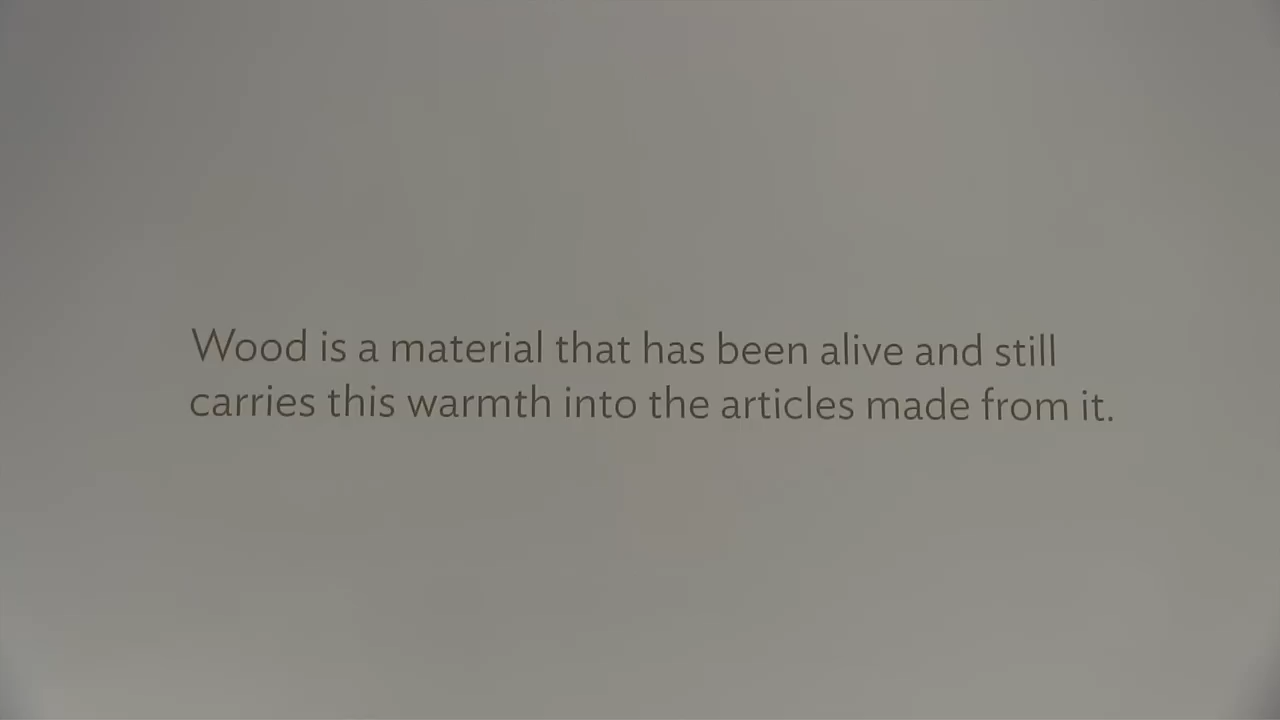 Wood is a material that has been alive and still
carries this warmth into the articles made from it.